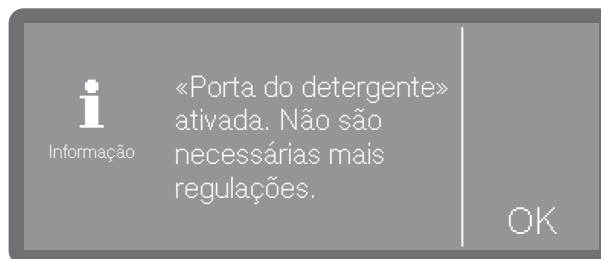 Informação
«Porta do detergente»
ativada. Não são
necessárias mais
regulações.
OK